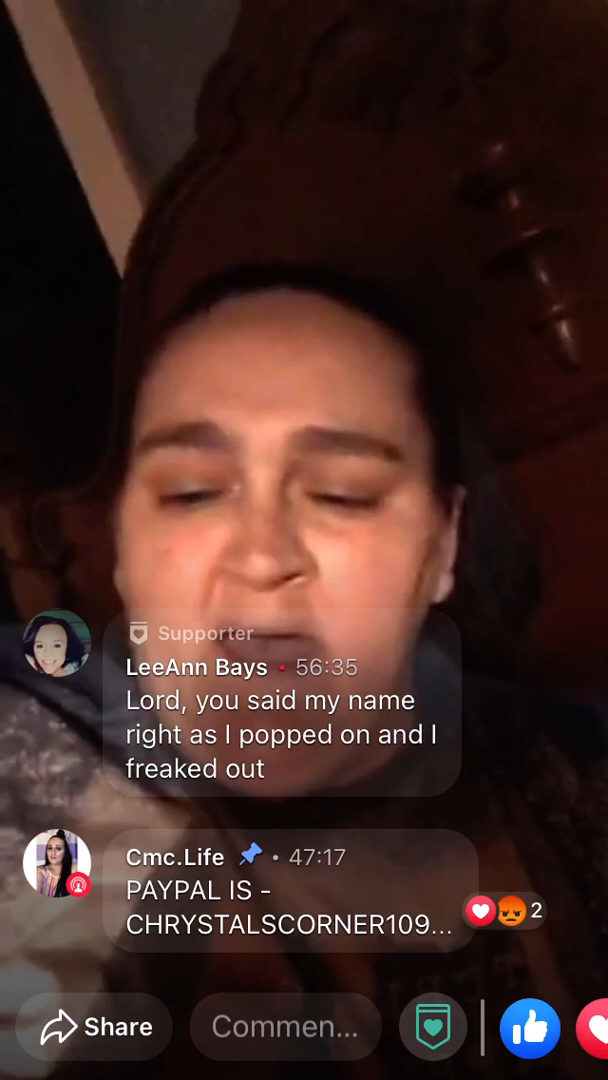 Supporter
LeeAnn Bays • 56:35
Lord, you said my name
right as I popped on and I
freaked out
Cmc.Life 📌 • 47:17
PAYPAL IS -
CHRYSTALSCORNER109...
2
Share
Commen...